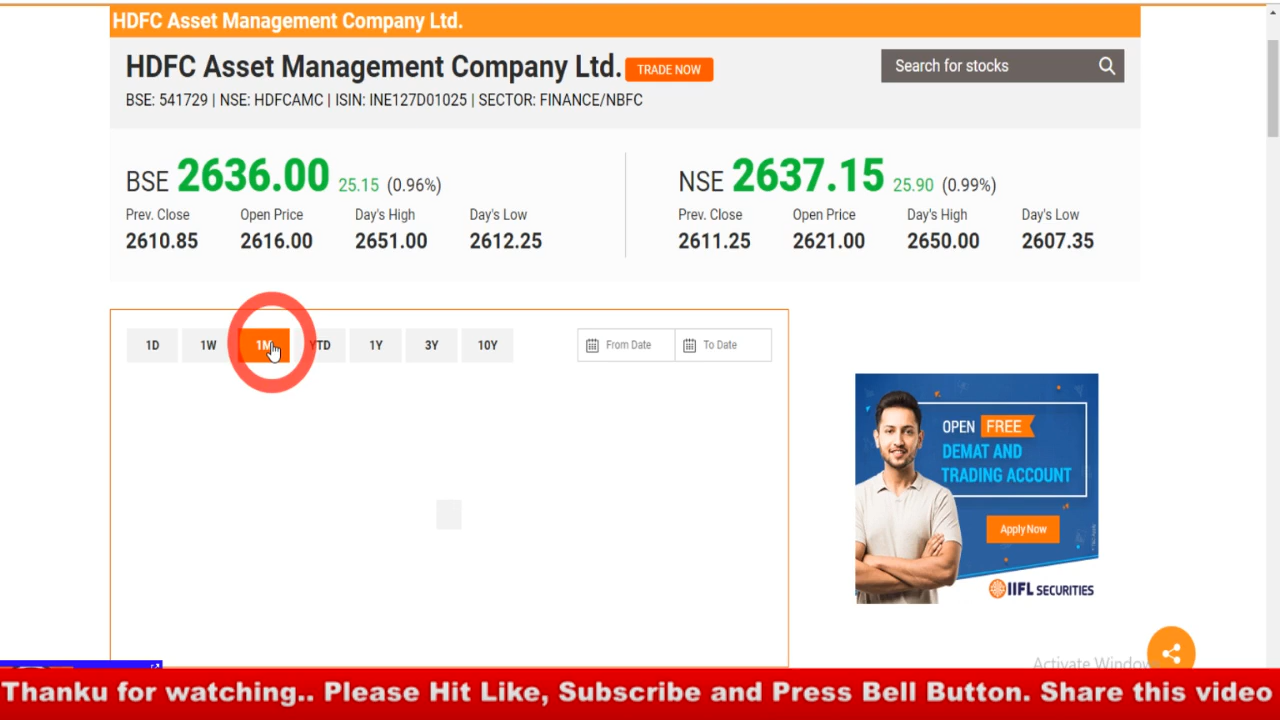 HDFC Asset Management Company Ltd.
HDFC Asset Management Company Ltd. TRADE NOW
Search for stocks
BSE: 541729 | NSE: HDFCAMC | ISIN: INE127D01025 | SECTOR: FINANCE/NBFC
BSE 2636.00 25.15 (0.96%)
Prev. Close Open Price Day's High Day's Low
2610.85 2616.00 2651.00 2612.25
NSE 2637.15 25.90 (0.99%)
Prev. Close Open Price Day's High Day's Low
2611.25 2621.00 2650.00 2607.35
1D 1W 1M YTD 1Y 3Y 10Y From Date To Date
OPEN FREE
DEMAT AND
TRADING ACCOUNT
Apply Now
IIFL SECURITIES
Activate Window
Thanku for watching.. Please Hit Like, Subscribe and Press Bell Button. Share this video